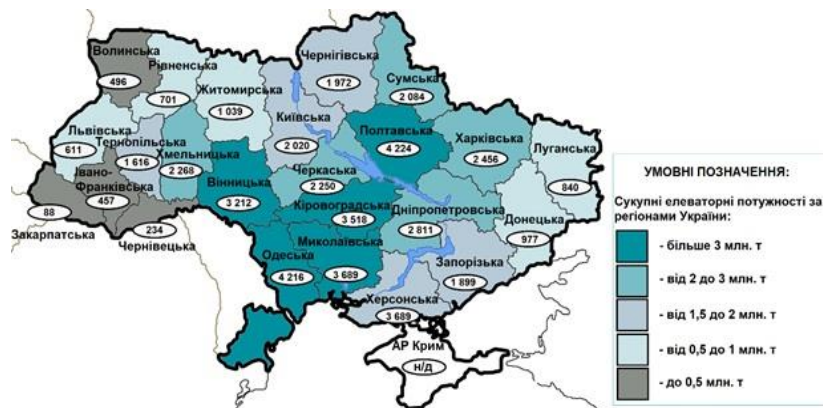 Волинська
496
Рівненська
701
Житомирська
1 039
Чернігівська
1 972
Сумська
2 084
Київська
2 020
Полтавська
4 224
Харківська
2 456
Луганська
840
Львівська
611
Тернопільська
1 616
Хмельницька
2 268
Вінницька
3 212
Черкаська
2 250
Кіровоградська
3 518
Дніпропетровська
2 811
Донецька
977
Івано-
Франківська
457
88
Закарпатська
234
Чернівецька
Одеська
4 216
Миколаївська
3 689
Запорізька
1 899
Херсонська
3 689
АР Крим
н/д
УМОВНІ ПОЗНАЧЕННЯ:
Сукупні елеваторні потужності за
регіонами України:
- більше 3 млн. т
- від 2 до 3 млн. т
- від 1,5 до 2 млн. т
- від 0,5 до 1 млн. т
- до 0,5 млн. т